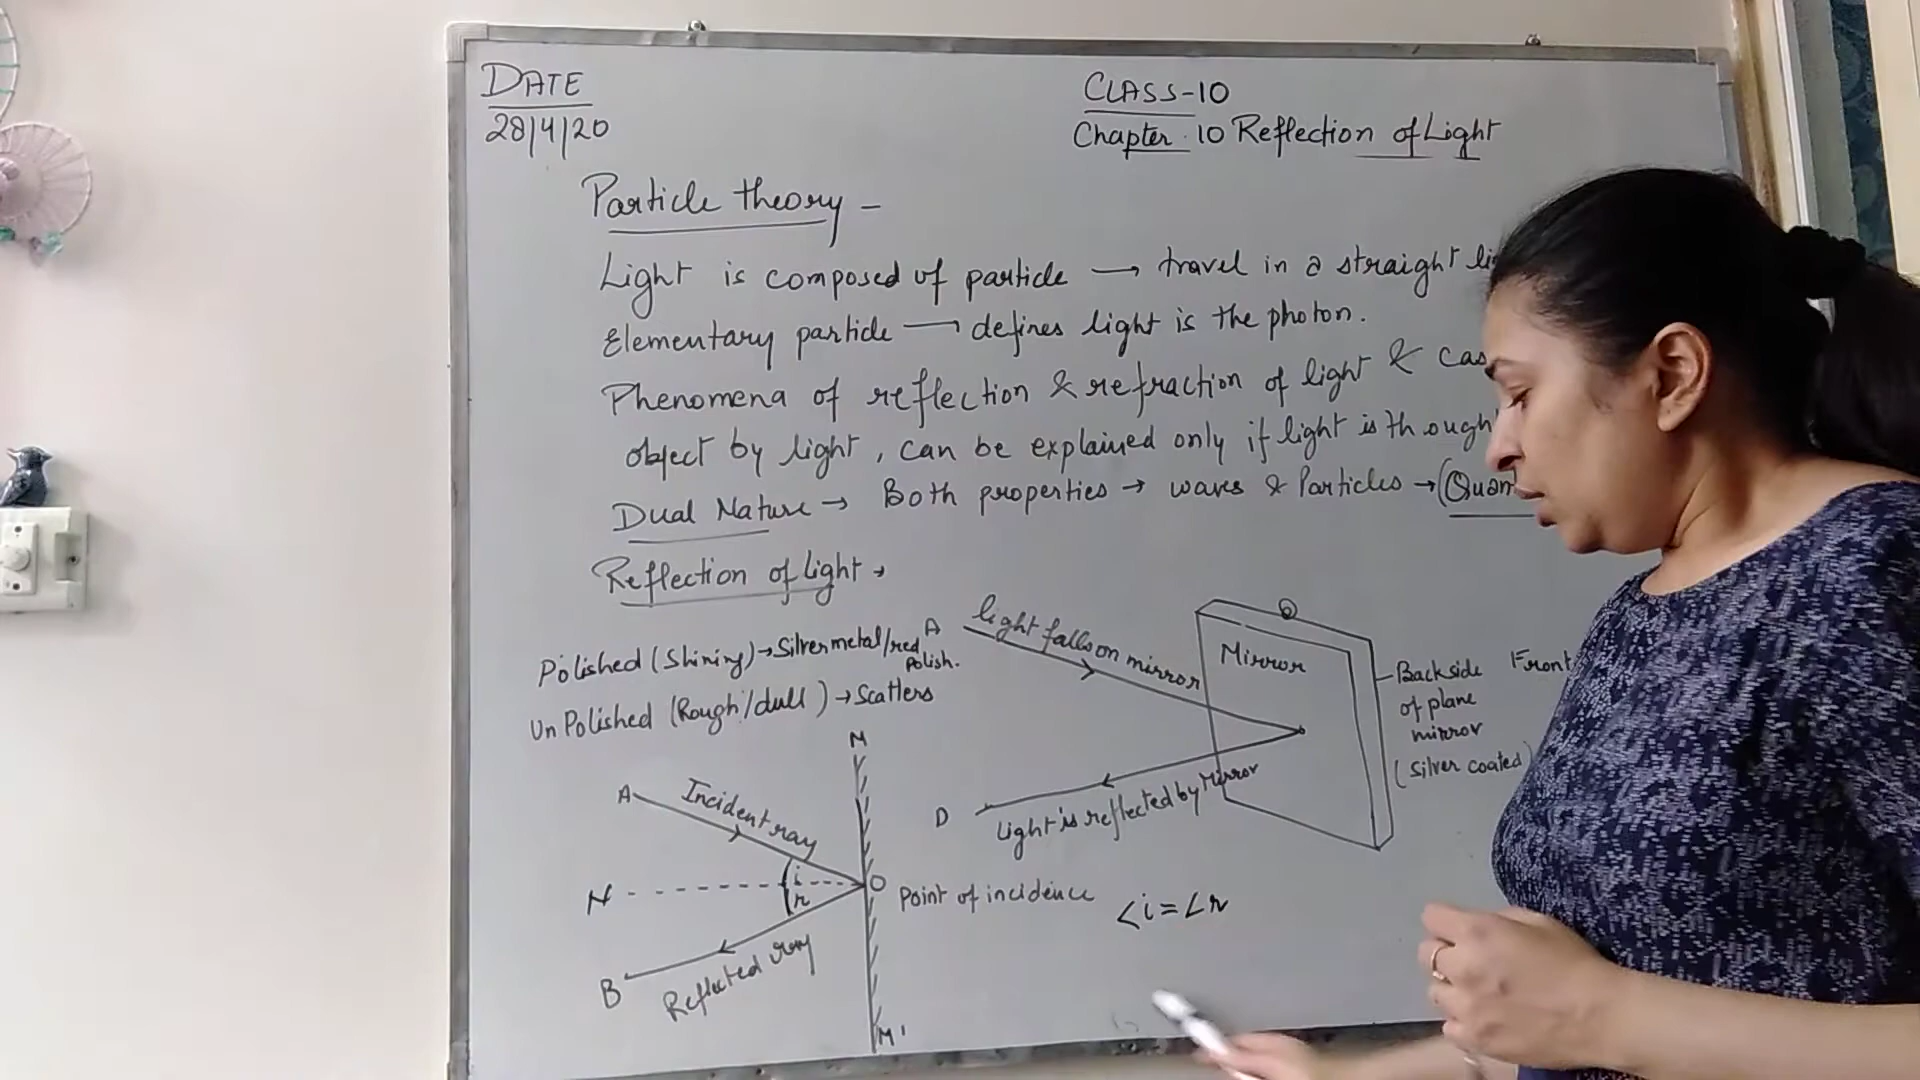 DATE
28/4/20
CLASS-10
Chapter 10 Reflection of Light
Particle theory -
Light is composed of particle → travel in a straight
Elementary particle → defines light is the photon.
Phenomena of reflection & refraction of light &
object by light, can be explained only if light is
Dual Nature → Both properties → waves & Particles →
Reflection of Light →
Polished (Shining) → Silver metal/red
Polish.
UnPolished (Rough/dull) → Scatters
A
light falls on mirror
Mirror
D
Light is reflected by Mirror
Backside
of plane
mirror
(silver coated)
Front
M
A
Incident ray
N
i
r
O
Point of incidence
∠i=∠r
B
Reflected ray
M'